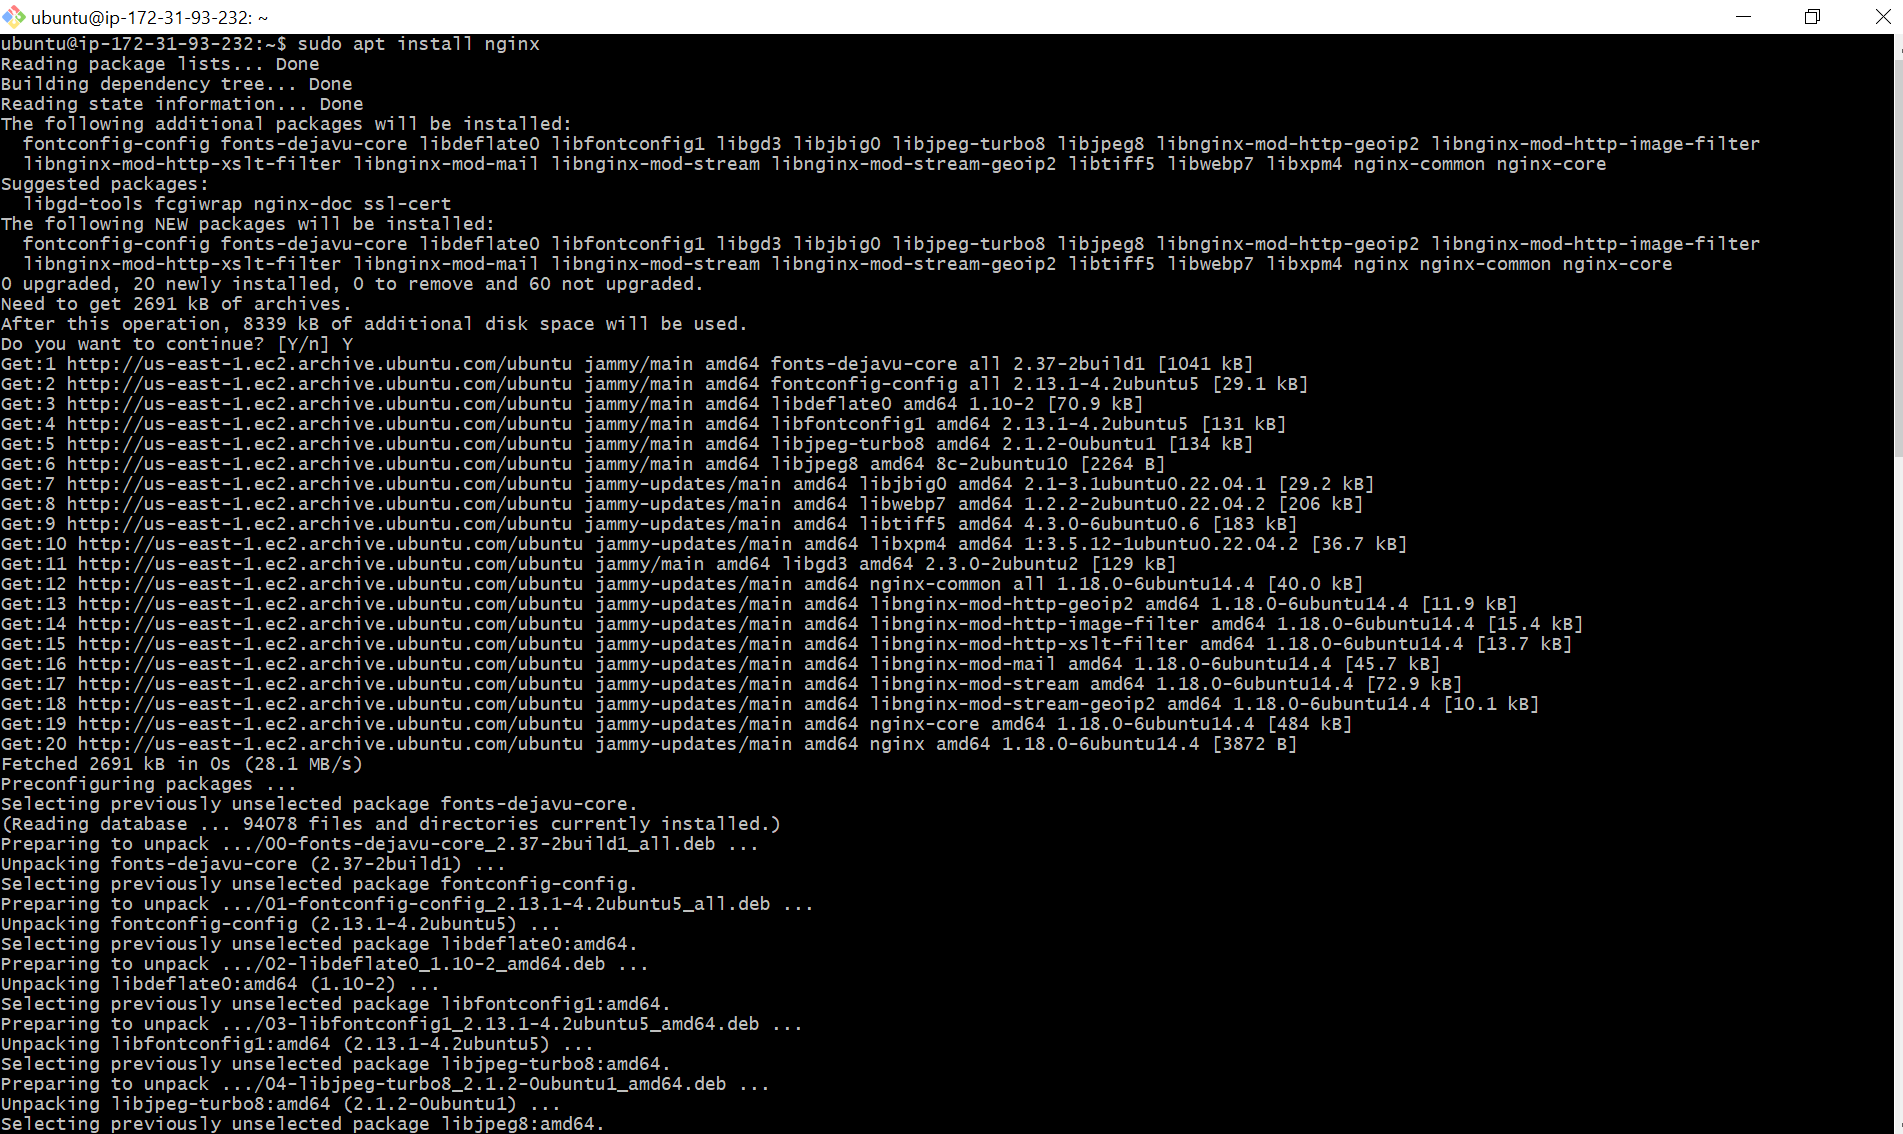 ubuntu@ip-172-31-93-232: ~
ubuntu@ip-172-31-93-232:~$ sudo apt install nginx
Reading package lists... Done
Building dependency tree... Done
Reading state information... Done
The following additional packages will be installed:
  fontconfig-config fonts-dejavu-core libdeflate0 libfontconfig1 libgd3 libjbig0 libjpeg-turbo8 libjpeg8 libnginx-mod-http-geoip2 libnginx-mod-http-image-filter
  libnginx-mod-http-xslt-filter libnginx-mod-mail libnginx-mod-stream libnginx-mod-stream-geoip2 libtiff5 libwebp7 libxpm4 nginx-common nginx-core
Suggested packages:
  libgd-tools fcgiwrap nginx-doc ssl-cert
The following NEW packages will be installed:
  fontconfig-config fonts-dejavu-core libdeflate0 libfontconfig1 libgd3 libjbig0 libjpeg-turbo8 libjpeg8 libnginx-mod-http-geoip2 libnginx-mod-http-image-filter
  libnginx-mod-http-xslt-filter libnginx-mod-mail libnginx-mod-stream libnginx-mod-stream-geoip2 libtiff5 libwebp7 libxpm4 nginx nginx-common nginx-core
0 upgraded, 20 newly installed, 0 to remove and 60 not upgraded.
Need to get 2691 kB of archives.
After this operation, 8339 kB of additional disk space will be used.
Do you want to continue? [Y/n] Y
Get:1 http://us-east-1.ec2.archive.ubuntu.com/ubuntu jammy/main amd64 fonts-dejavu-core all 2.37-2build1 [1041 kB]
Get:2 http://us-east-1.ec2.archive.ubuntu.com/ubuntu jammy/main amd64 fontconfig-config all 2.13.1-4.2ubuntu5 [29.1 kB]
Get:3 http://us-east-1.ec2.archive.ubuntu.com/ubuntu jammy/main amd64 libdeflate0 amd64 1.10-2 [70.9 kB]
Get:4 http://us-east-1.ec2.archive.ubuntu.com/ubuntu jammy/main amd64 libfontconfig1 amd64 2.13.1-4.2ubuntu5 [131 kB]
Get:5 http://us-east-1.ec2.archive.ubuntu.com/ubuntu jammy/main amd64 libjpeg-turbo8 amd64 2.1.2-0ubuntu1 [134 kB]
Get:6 http://us-east-1.ec2.archive.ubuntu.com/ubuntu jammy/main amd64 libjpeg8 amd64 8c-2ubuntu10 [2264 B]
Get:7 http://us-east-1.ec2.archive.ubuntu.com/ubuntu jammy-updates/main amd64 libjbig0 amd64 2.1-3.1ubuntu0.22.04.1 [29.2 kB]
Get:8 http://us-east-1.ec2.archive.ubuntu.com/ubuntu jammy-updates/main amd64 libwebp7 amd64 1.2.2-2ubuntu0.22.04.2 [206 kB]
Get:9 http://us-east-1.ec2.archive.ubuntu.com/ubuntu jammy-updates/main amd64 libtiff5 amd64 4.3.0-6ubuntu0.6 [183 kB]
Get:10 http://us-east-1.ec2.archive.ubuntu.com/ubuntu jammy-updates/main amd64 libxpm4 amd64 1:3.5.12-1ubuntu0.22.04.2 [36.7 kB]
Get:11 http://us-east-1.ec2.archive.ubuntu.com/ubuntu jammy/main amd64 libgd3 amd64 2.3.0-2ubuntu2 [129 kB]
Get:12 http://us-east-1.ec2.archive.ubuntu.com/ubuntu jammy-updates/main amd64 nginx-common all 1.18.0-6ubuntu14.4 [40.0 kB]
Get:13 http://us-east-1.ec2.archive.ubuntu.com/ubuntu jammy-updates/main amd64 libnginx-mod-http-geoip2 amd64 1.18.0-6ubuntu14.4 [11.9 kB]
Get:14 http://us-east-1.ec2.archive.ubuntu.com/ubuntu jammy-updates/main amd64 libnginx-mod-http-image-filter amd64 1.18.0-6ubuntu14.4 [15.4 kB]
Get:15 http://us-east-1.ec2.archive.ubuntu.com/ubuntu jammy-updates/main amd64 libnginx-mod-http-xslt-filter amd64 1.18.0-6ubuntu14.4 [13.7 kB]
Get:16 http://us-east-1.ec2.archive.ubuntu.com/ubuntu jammy-updates/main amd64 libnginx-mod-mail amd64 1.18.0-6ubuntu14.4 [45.7 kB]
Get:17 http://us-east-1.ec2.archive.ubuntu.com/ubuntu jammy-updates/main amd64 libnginx-mod-stream amd64 1.18.0-6ubuntu14.4 [72.9 kB]
Get:18 http://us-east-1.ec2.archive.ubuntu.com/ubuntu jammy-updates/main amd64 libnginx-mod-stream-geoip2 amd64 1.18.0-6ubuntu14.4 [10.1 kB]
Get:19 http://us-east-1.ec2.archive.ubuntu.com/ubuntu jammy-updates/main amd64 nginx-core amd64 1.18.0-6ubuntu14.4 [484 kB]
Get:20 http://us-east-1.ec2.archive.ubuntu.com/ubuntu jammy-updates/main amd64 nginx amd64 1.18.0-6ubuntu14.4 [3872 B]
Fetched 2691 kB in 0s (28.1 MB/s)
Preconfiguring packages ...
Selecting previously unselected package fonts-dejavu-core.
(Reading database ... 94078 files and directories currently installed.)
Preparing to unpack .../00-fonts-dejavu-core_2.37-2build1_all.deb ...
Unpacking fonts-dejavu-core (2.37-2build1) ...
Selecting previously unselected package fontconfig-config.
Preparing to unpack .../01-fontconfig-config_2.13.1-4.2ubuntu5_all.deb ...
Unpacking fontconfig-config (2.13.1-4.2ubuntu5) ...
Selecting previously unselected package libdeflate0:amd64.
Preparing to unpack .../02-libdeflate0_1.10-2_amd64.deb ...
Unpacking libdeflate0:amd64 (1.10-2) ...
Selecting previously unselected package libfontconfig1:amd64.
Preparing to unpack .../03-libfontconfig1_2.13.1-4.2ubuntu5_amd64.deb ...
Unpacking libfontconfig1:amd64 (2.13.1-4.2ubuntu5) ...
Selecting previously unselected package libjpeg-turbo8:amd64.
Preparing to unpack .../04-libjpeg-turbo8_2.1.2-0ubuntu1_amd64.deb ...
Unpacking libjpeg-turbo8:amd64 (2.1.2-0ubuntu1) ...
Selecting previously unselected package libjpeg8:amd64.